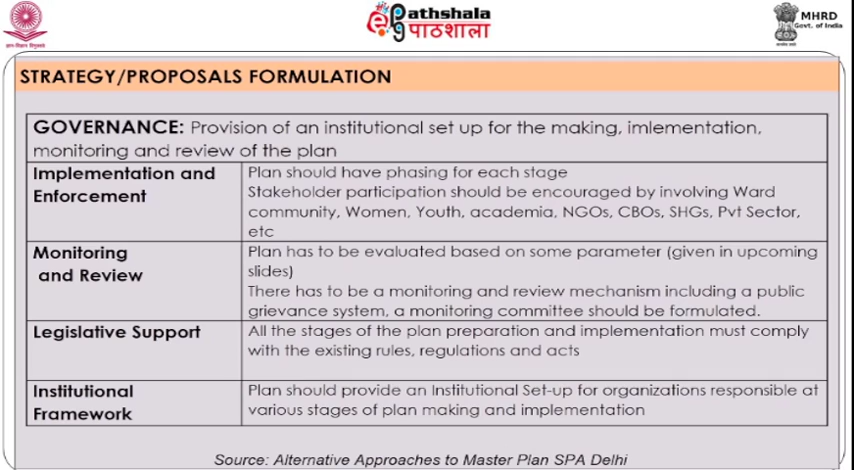 ज्ञान-विज्ञान विमुक्तये
ePathshala
पाठशाला
MHRD
Govt. of India
STRATEGY/PROPOSALS FORMULATION
GOVERNANCE: Provision of an institutional set up for the making, imlementation,
monitoring and review of the plan
Implementation and
Enforcement
Plan should have phasing for each stage
Stakeholder participation should be encouraged by involving Ward
community, Women, Youth, academia, NGOs, CBOs, SHGs, Pvt Sector,
etc
Monitoring
and Review
Plan has to be evaluated based on some parameter (given in upcoming
slides)
There has to be a monitoring and review mechanism including a public
grievance system, a monitoring committee should be formulated.
Legislative Support
All the stages of the plan preparation and implementation must comply
with the existing rules, regulations and acts
Institutional
Framework
Plan should provide an Institutional Set-up for organizations responsible at
various stages of plan making and implementation
Source: Alternative Approaches to Master Plan SPA Delhi